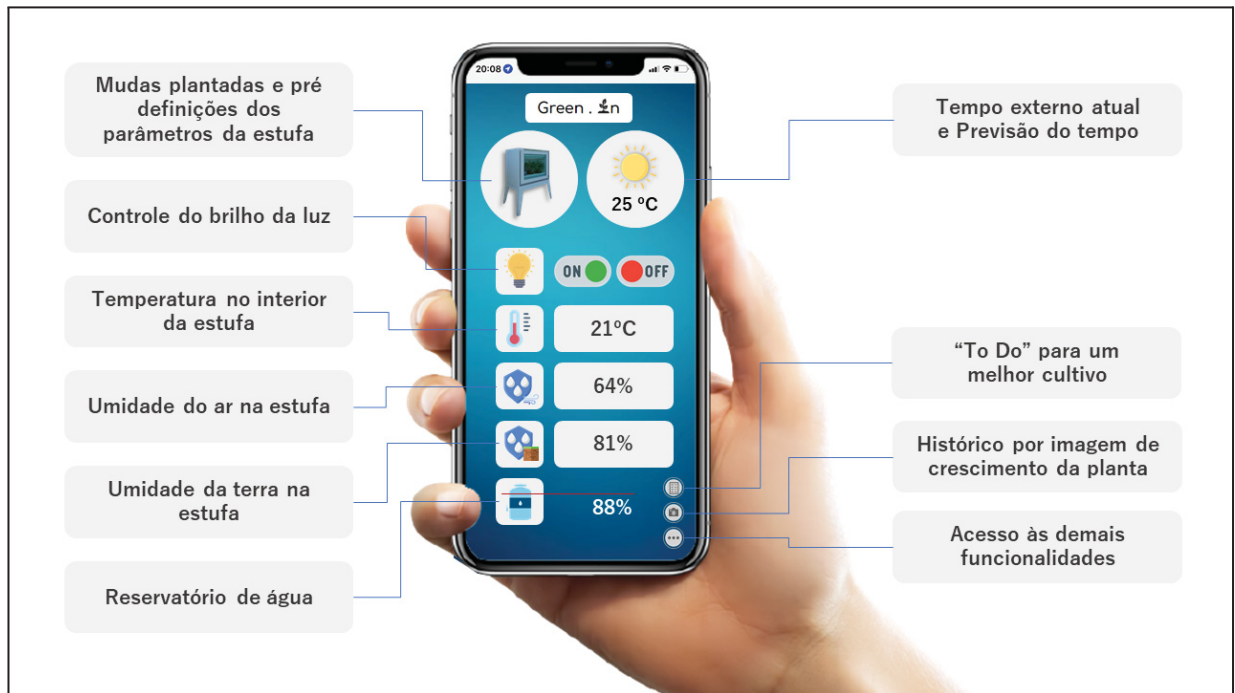 Mudas plantadas e pré
definições dos
parâmetros da estufa
Controle do brilho da luz
Temperatura no interior
da estufa
Umidade do ar na estufa
Umidade da terra na
estufa
Reservatório de água
20:08
Green . In
25 ºC
ON
OFF
21ºC
64%
81%
88%
Tempo externo atual
e Previsão do tempo
“To Do” para um
melhor cultivo
Histórico por imagem de
crescimento da planta
Acesso às demais
funcionalidades